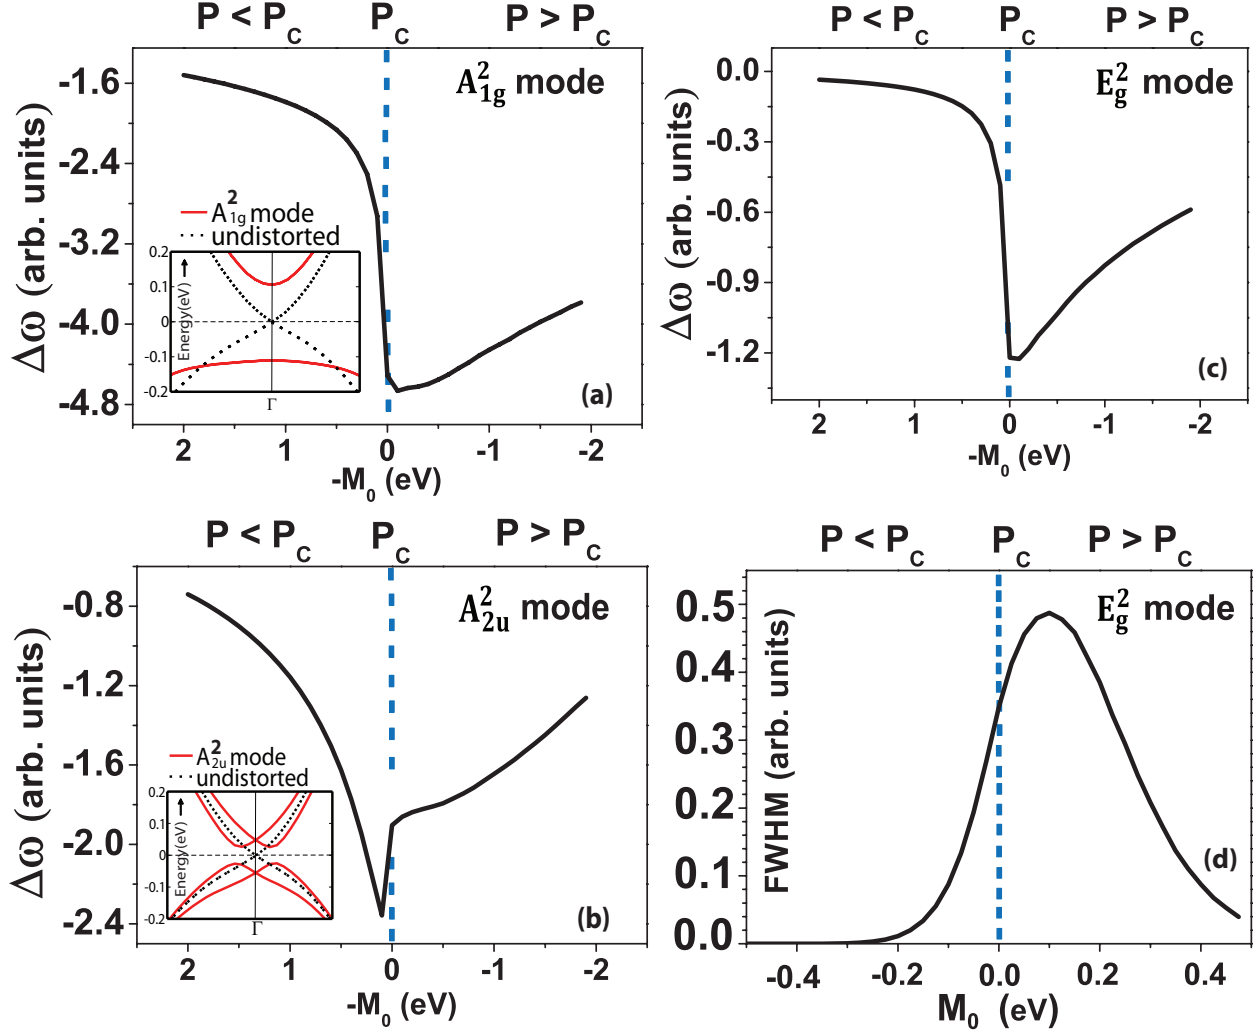 P < P_C P_C P > P_C
A²_1g mode
Δω (arb. units)
-1.6
-2.4
-3.2
-4.0
-4.8
A²_1g mode
undistorted
Energy(eV)
0.2
0.1
0
-0.1
-0.2
Γ
(a)
2 1 0 -1 -2
-M_0 (eV)
P < P_C P_C P > P_C
E²_g mode
Δω (arb. units)
0.0
-0.3
-0.6
-0.9
-1.2
(c)
2 1 0 -1 -2
-M_0 (eV)
P < P_C P_C P > P_C
A²_2u mode
Δω (arb. units)
-0.8
-1.2
-1.6
-2.0
-2.4
A²_2u mode
undistorted
Energy(eV)
0.2
0.1
0
-0.1
-0.2
Γ
(b)
2 1 0 -1 -2
-M_0 (eV)
P < P_C P_C P > P_C
E²_g mode
FWHM (arb. units)
0.5
0.4
0.3
0.2
0.1
0.0
(d)
-0.4 -0.2 0.0 0.2 0.4
M_0 (eV)